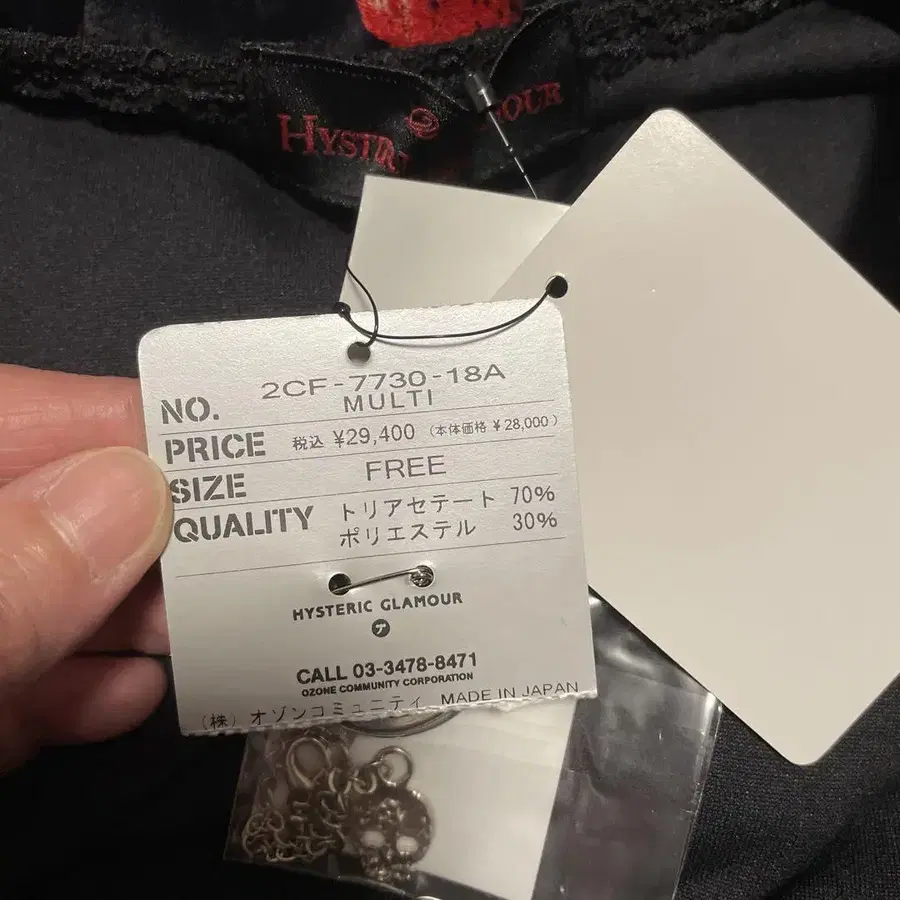 HYSTERIC GLAMOUR
NO. 2CF-7730-18A
MULTI
PRICE 税込 ¥29,400 (本体価格 ¥28,000)
SIZE FREE
QUALITY トリアセテート 70%
ポリエステル 30%
HYSTERIC GLAMOUR
CALL 03-3478-8471
OZONE COMMUNITY CORPORATION
(株) オゾンコミュニティ MADE IN JAPAN